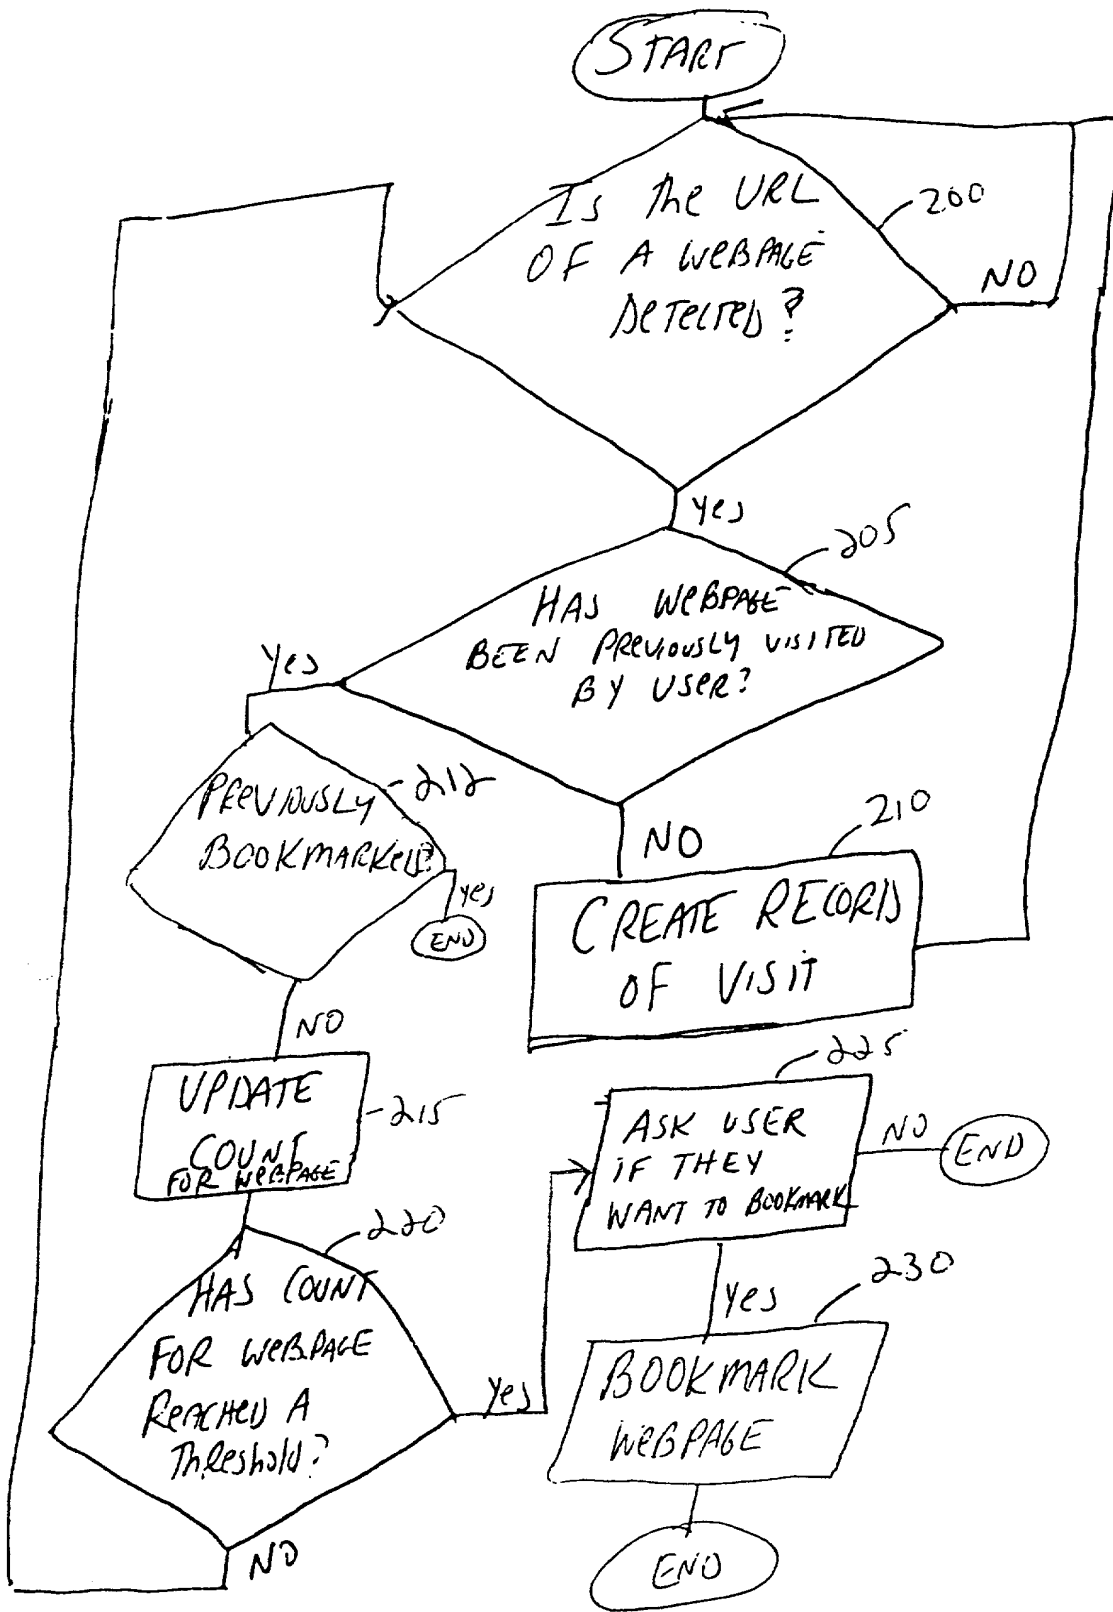 START
Is the URL
OF A WEBPAGE
DETECTED?
200
NO
Yes
205
HAS WEBPAGE
BEEN PREVIOUSLY VISITED
BY USER?
Yes
PREVIOUSLY
BOOKMARKED?
212
Yes
END
NO
NO
210
CREATE RECORD
OF VISIT
UPDATE
COUNT
FOR WEBPAGE
215
225
ASK USER
IF THEY
WANT TO BOOKMARK
NO
END
220
HAS COUNT
FOR WEBPAGE
REACHED A
Threshold?
Yes
NO
Yes
230
BOOKMARK
WEBPAGE
END